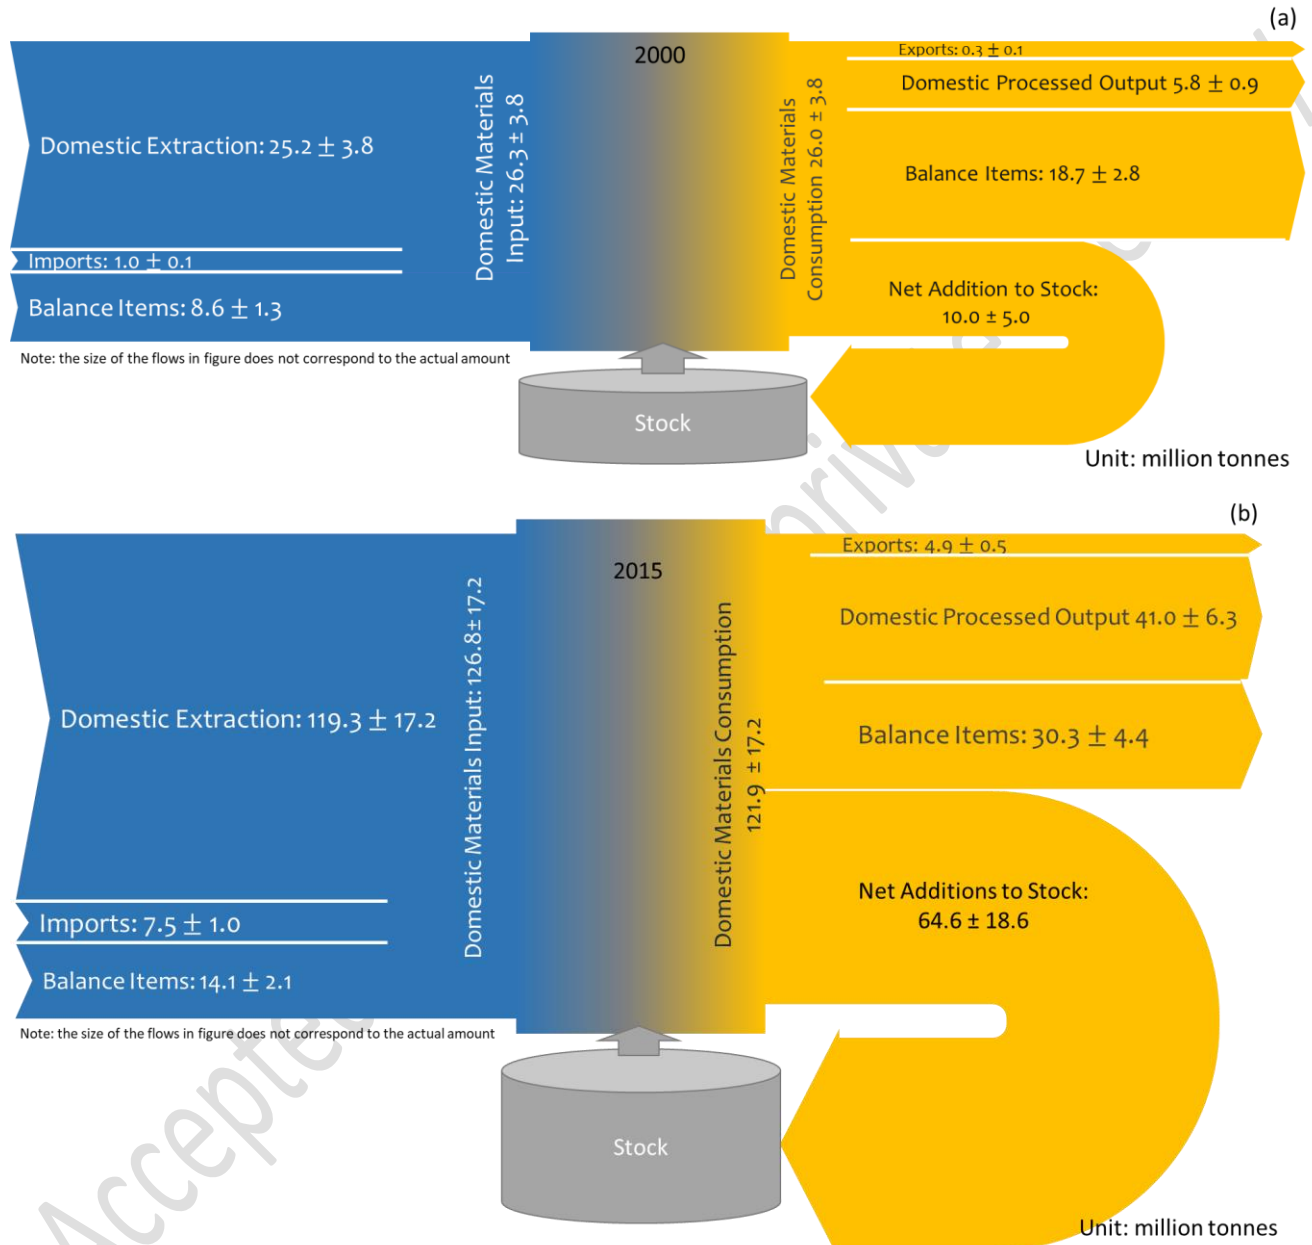 (a)
2000
Domestic Extraction: 25.2 ± 3.8
Imports: 1.0 ± 0.1
Balance Items: 8.6 ± 1.3
Domestic Materials
Input: 26.3 ± 3.8
Domestic Materials
Consumption 26.0 ± 3.8
Exports: 0.3 ± 0.1
Domestic Processed Output 5.8 ± 0.9
Balance Items: 18.7 ± 2.8
Net Addition to Stock:
10.0 ± 5.0
Note: the size of the flows in figure does not correspond to the actual amount
Stock
Unit: million tonnes
(b)
2015
Domestic Extraction: 119.3 ± 17.2
Imports: 7.5 ± 1.0
Balance Items: 14.1 ± 2.1
Domestic Materials Input: 126.8± 17.2
Domestic Materials Consumption
121.9 ± 17.2
Exports: 4.9 ± 0.5
Domestic Processed Output 41.0 ± 6.3
Balance Items: 30.3 ± 4.4
Net Additions to Stock:
64.6 ± 18.6
Note: the size of the flows in figure does not correspond to the actual amount
Stock
Unit: million tonnes
Accepte
priv